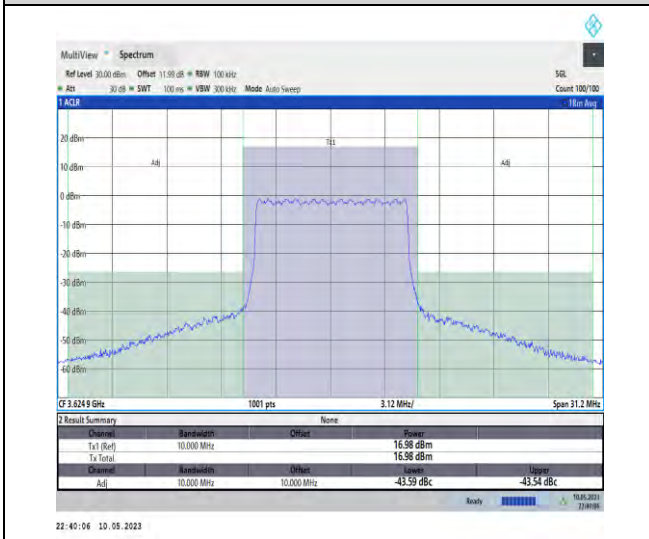 MultiView Spectrum
Ref Level 30.00 dBm Offset 11.99 dB RBW 100 kHz SGL
Att 30 dB SWT 100 ms VBW 300 kHz Mode Auto Sweep Count 100/100
1 ACLR 1Rm Avg
20 dBm
Tx1
10 dBm
Adj Adj
0 dBm
-10 dBm
-20 dBm
-30 dBm
-40 dBm
-50 dBm
-60 dBm
CF 3.6249 GHz 1001 pts 3.12 MHz/ Span 31.2 MHz
2 Result Summary None
Channel Bandwidth Offset Power
Tx1 (Ref) 10.000 MHz 16.98 dBm
Tx Total 16.98 dBm
Channel Bandwidth Offset Lower Upper
Adj 10.000 MHz 10.000 MHz -43.59 dBc -43.54 dBc
Ready 10.05.2023
22:40:06
22:40:06 10.05.2023